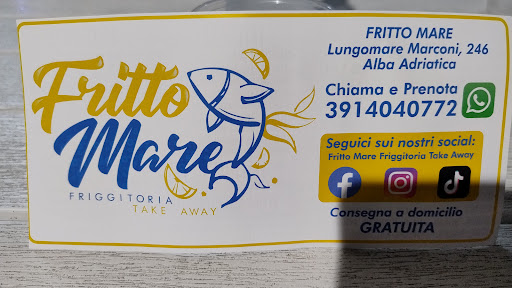 Fritto
Mare
FRIGGITORIA
TAKE AWAY
FRITTO MARE
Lungomare Marconi, 246
Alba Adriatica
Chiama e Prenota
3914040772
Seguici sui nostri social:
Fritto Mare Friggitoria Take Away
Consegna a domicilio
GRATUITA